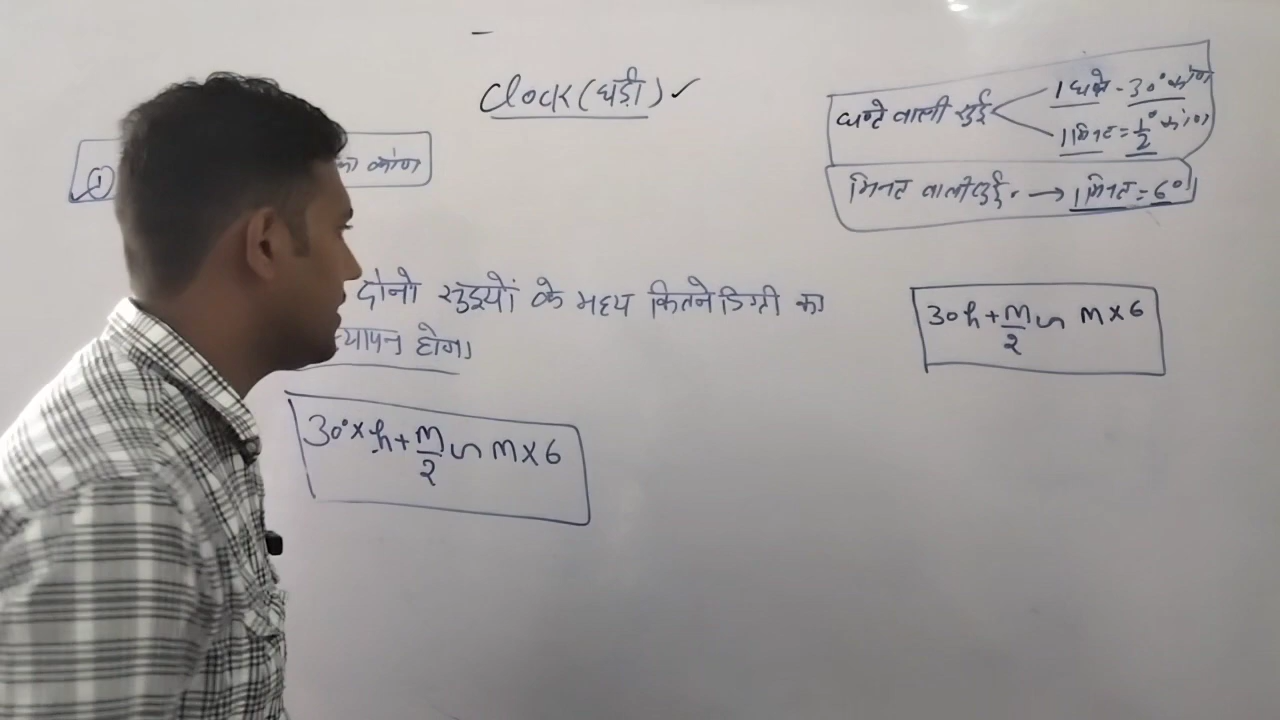 Clock (घड़ी) ✓
घण्टे वाली सुई
1 घण्टे - 30° कोण
1 मिनट = 1/2° कोण
मिनट वाली सुई → 1 मिनट = 6°
① का कोण
दोनो सुइयों के मध्य कितने डिग्री का
स्थापन होगा।
30h + M/2 ∽ M×6
30°×h + M/2 ∽ M×6